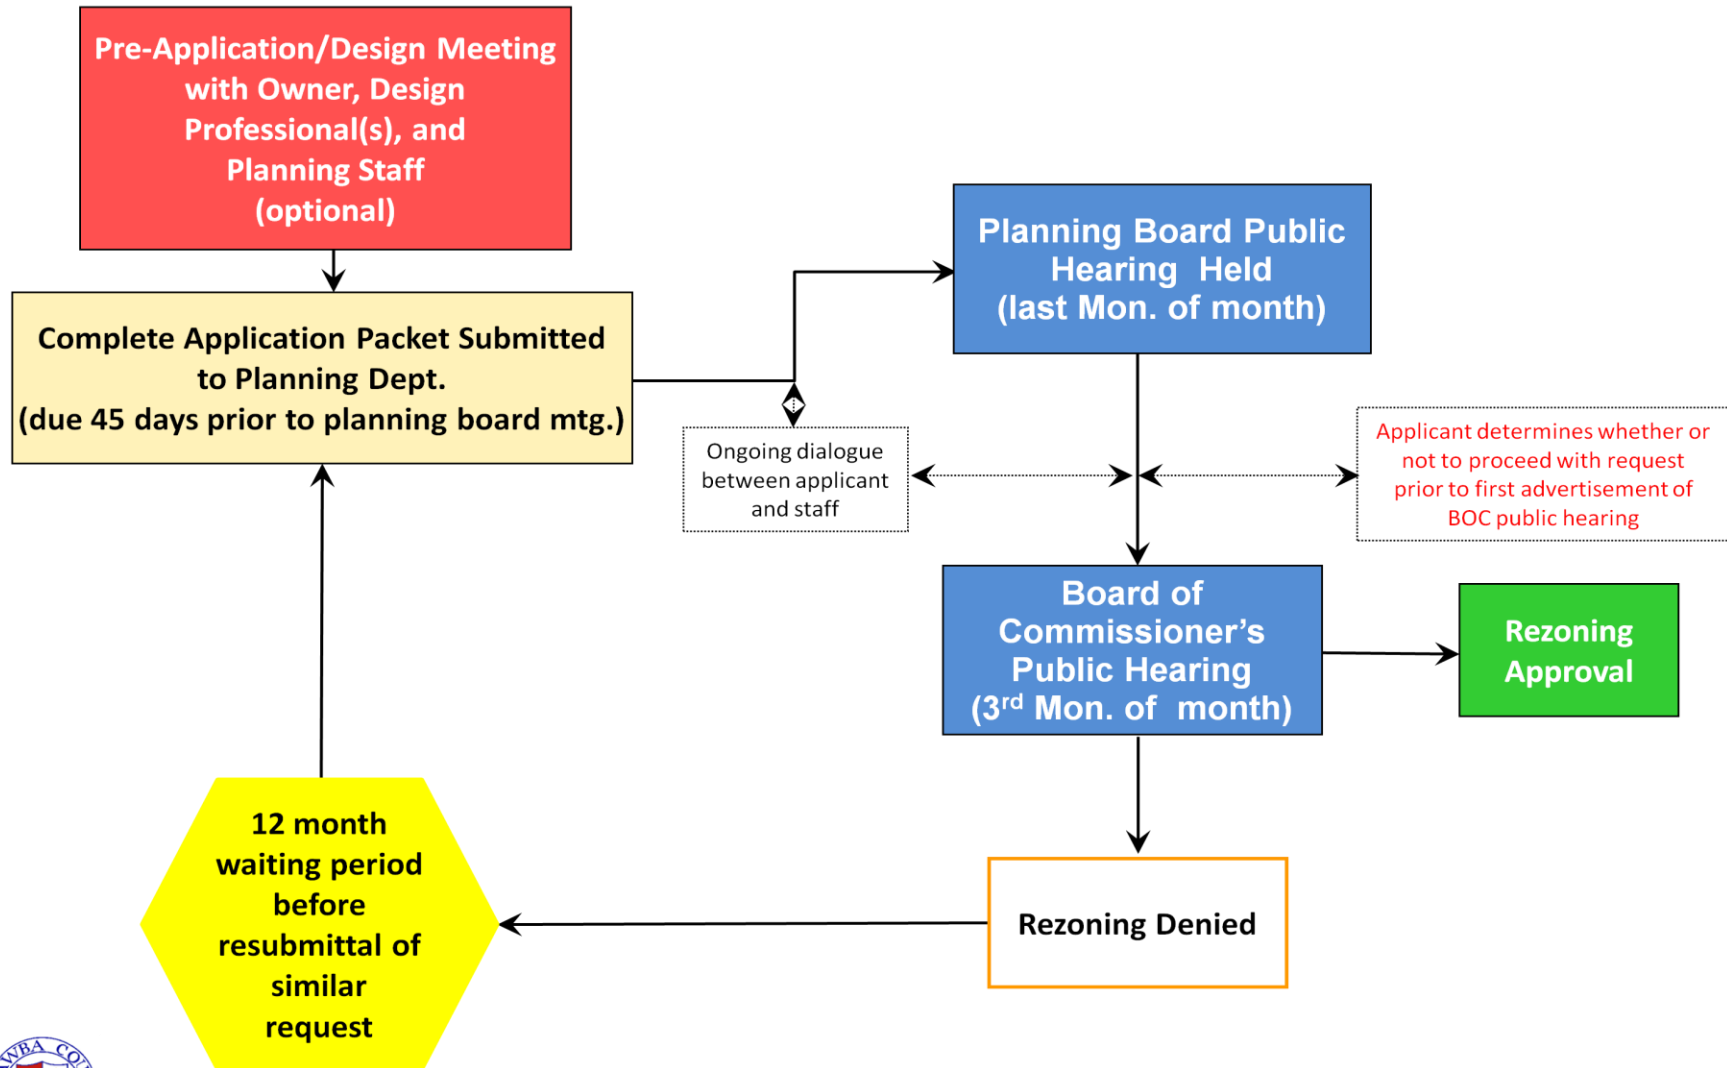 Pre-Application/Design Meeting
with Owner, Design
Professional(s), and
Planning Staff
(optional)
Complete Application Packet Submitted
to Planning Dept.
(due 45 days prior to planning board mtg.)
Planning Board Public
Hearing Held
(last Mon. of month)
Ongoing dialogue
between applicant
and staff
Applicant determines whether or
not to proceed with request
prior to first advertisement of
BOC public hearing
Board of
Commissioner’s
Public Hearing
(3rd Mon. of month)
Rezoning
Approval
Rezoning Denied
12 month
waiting period
before
resubmittal of
similar
request